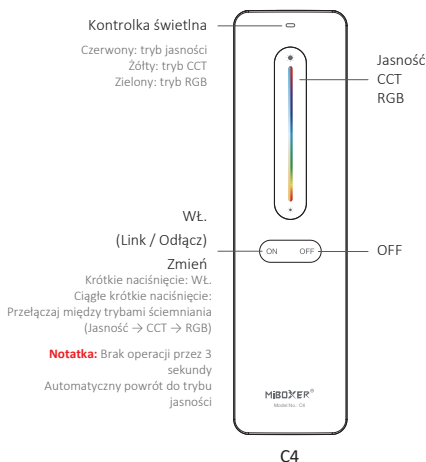 Kontrolka świetlna
Czerwony: tryb jasności
Żółty: tryb CCT
Zielony: tryb RGB
Jasność
CCT
RGB
WŁ.
(Link / Odłącz)
Zmień
Krótkie naciśnięcie: WŁ.
Ciągłe krótkie naciśnięcie:
Przełączaj między trybami ściemniania
(Jasność → CCT → RGB)
Notatka: Brak operacji przez 3
sekundy
Automatyczny powrót do trybu
jasności
ON OFF
OFF
MiBOXER®
Model No.: C4
C4